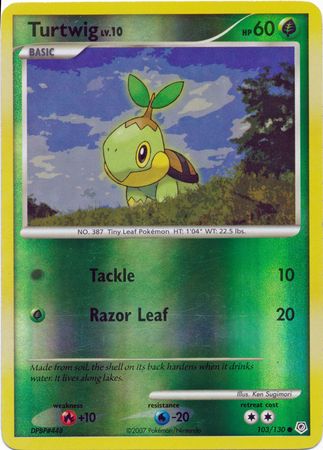 Turtwig LV.10 HP 60
BASIC
NO. 387 Tiny Leaf Pokémon HT: 1'04" WT: 22.5 lbs.
Tackle 10
Razor Leaf 20
Made from soil, the shell on its back hardens when it drinks
water. It lives along lakes.
Illus. Ken Sugimori
weakness resistance retreat cost
+10 -20
DPBP#448 ©2007 Pokémon/Nintendo 103/130